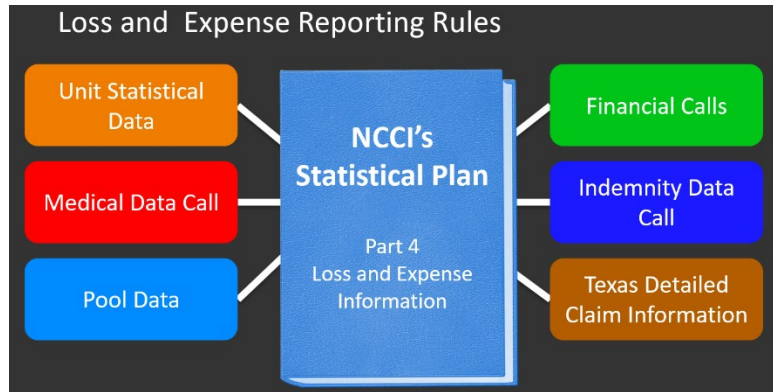 Loss and  Expense Reporting Rules
Unit Statistical
Data
Medical Data Call
Pool Data
NCCI's
Statistical Plan
Part 4
Loss and Expense
Information
Financial Calls
Indemnity Data
Call
Texas Detailed
Claim Information